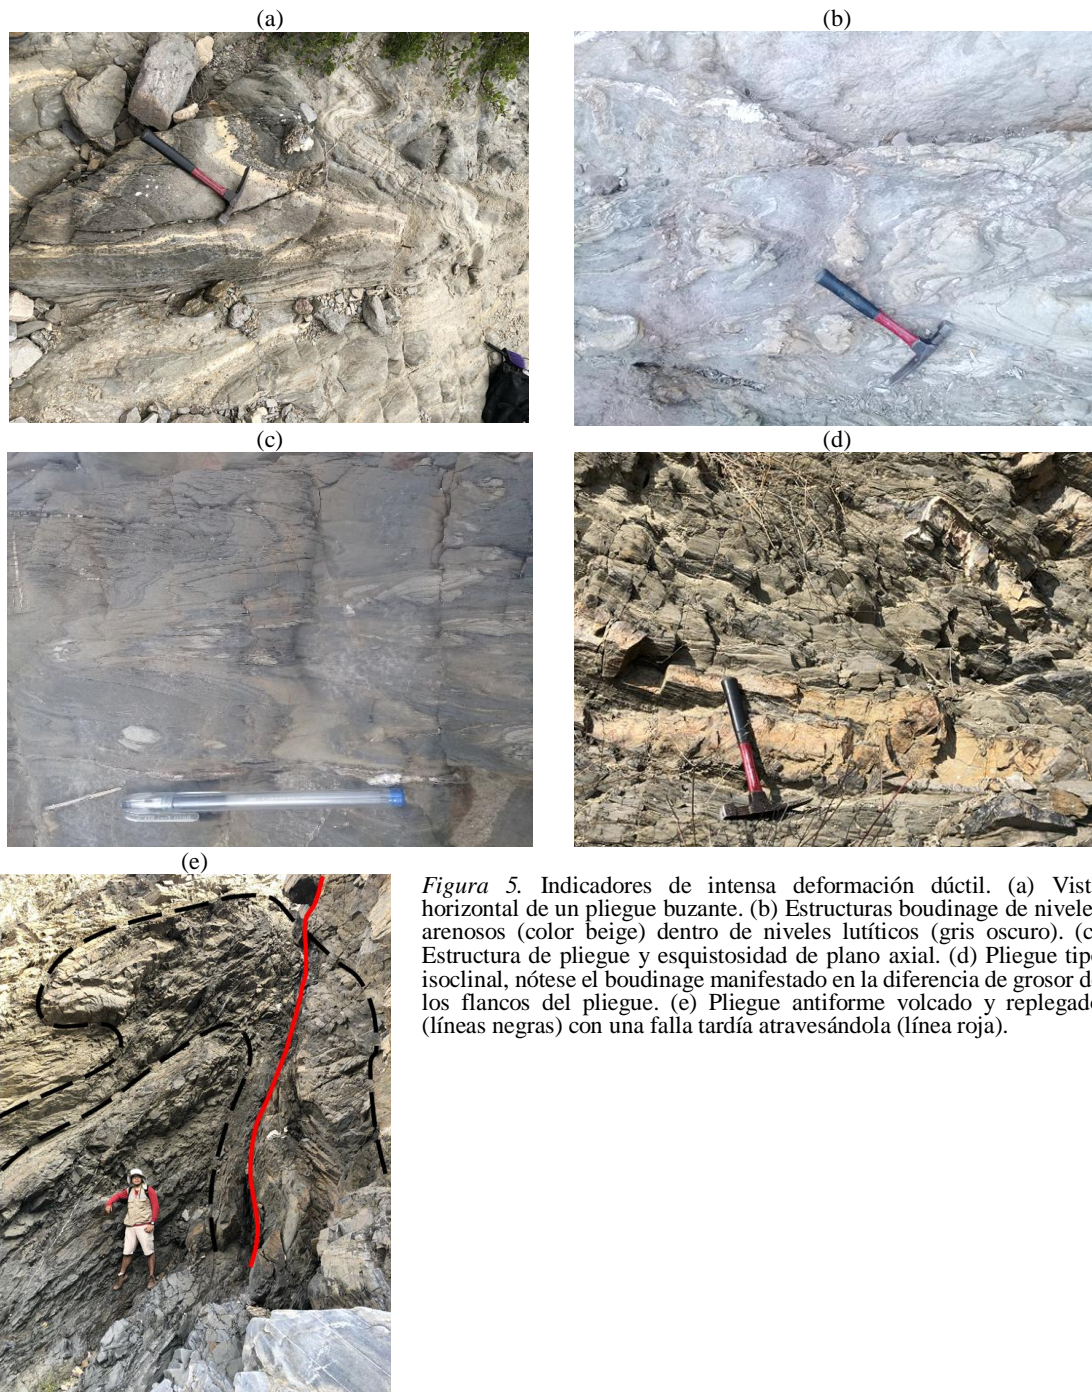 (a)
(b)
(c)
(d)
(e)
Figura 5. Indicadores de intensa deformación dúctil. (a) Vist
horizontal de un pliegue buzante. (b) Estructuras boudinage de nivele
arenosos (color beige) dentro de niveles lutíticos (gris oscuro). (c
Estructura de pliegue y esquistosidad de plano axial. (d) Pliegue tip
isoclinal, nótese el boudinage manifestado en la diferencia de grosor d
los flancos del pliegue. (e) Pliegue antiforme volcado y replegad
(líneas negras) con una falla tardía atravesándola (línea roja).